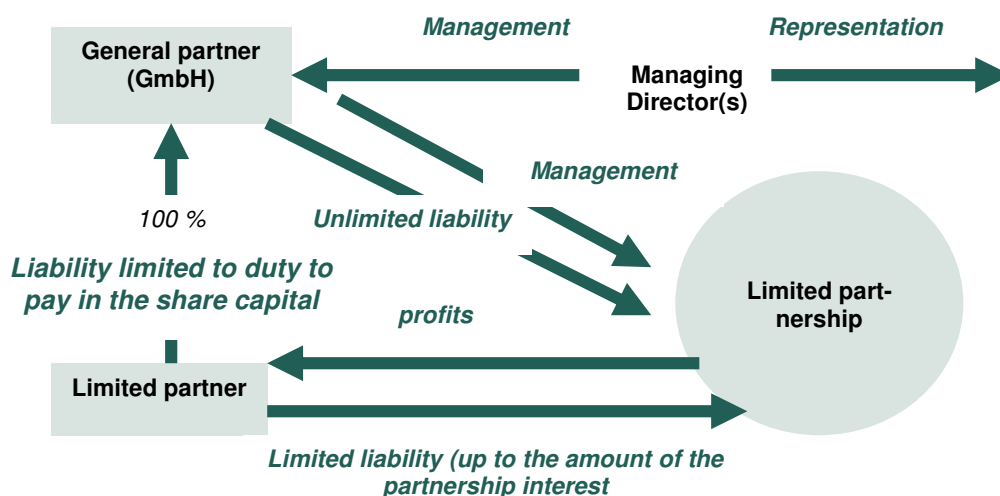 Management
Representation
General partner
(GmbH)
Managing
Director(s)
Management
100 %
Unlimited liability
Liability limited to duty to
pay in the share capital
Limited part-
nership
profits
Limited partner
Limited liability (up to the amount of the
partnership interest